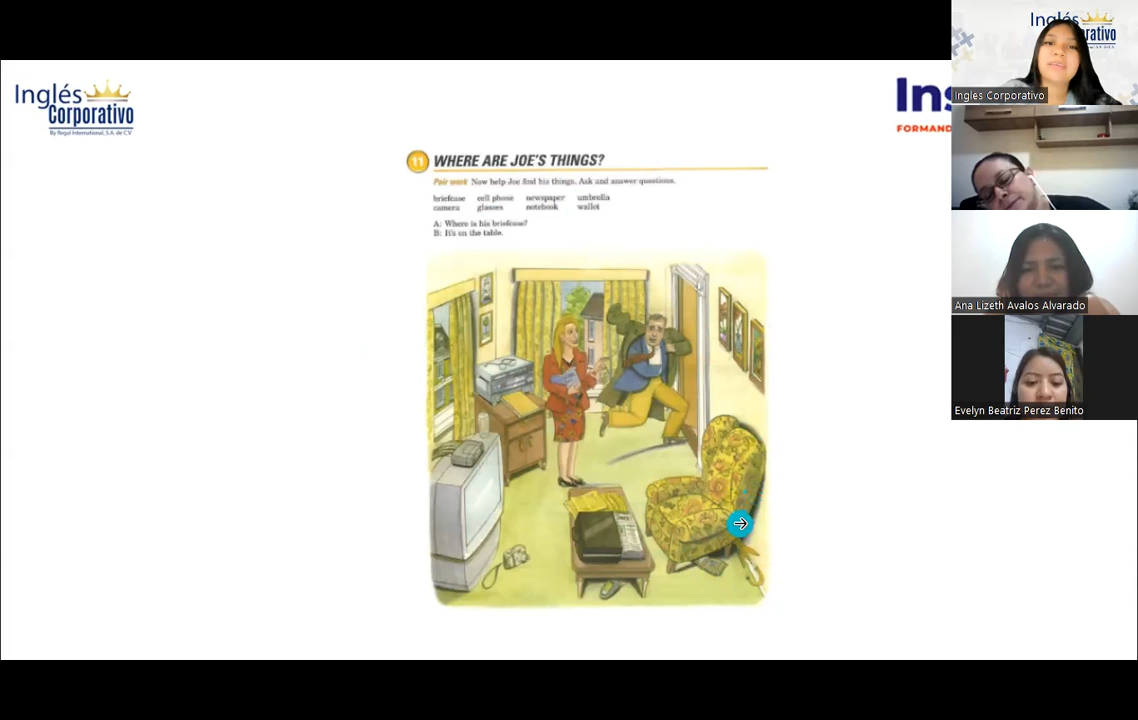 Inglés
Corporativo
By Regal International, S.A. de C.V
Ins
FORMAND
11 WHERE ARE JOE'S THINGS?
Pair work Now help Joe find his things. Ask and answer questions.
briefcase cell phone newspaper umbrella
camera glasses notebook wallet
A: Where is his briefcase?
B: It's on the table.
Inglés
rativo
Ingles Corporativo
Ana Lizeth Avalos Alvarado
Evelyn Beatriz Perez Benito